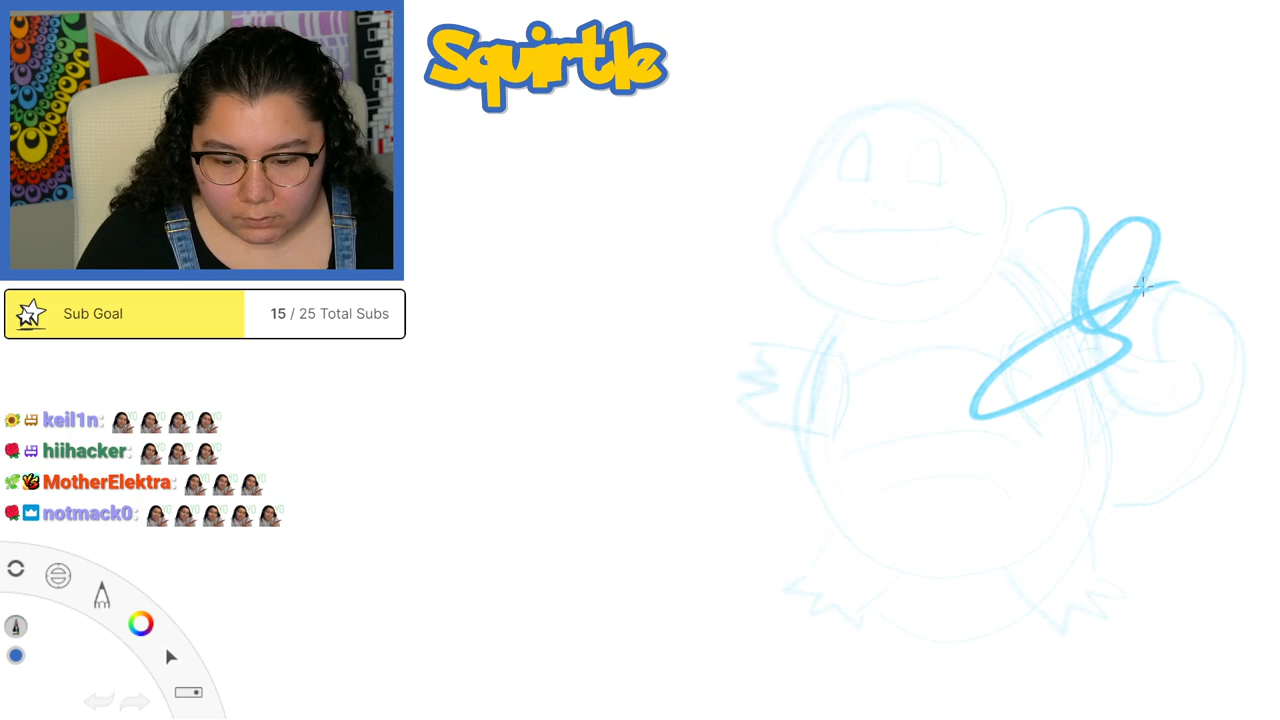 Squirtle
Sub Goal 15 / 25 Total Subs
keil1n:
hiihacker:
MotherElektra:
notmack0: